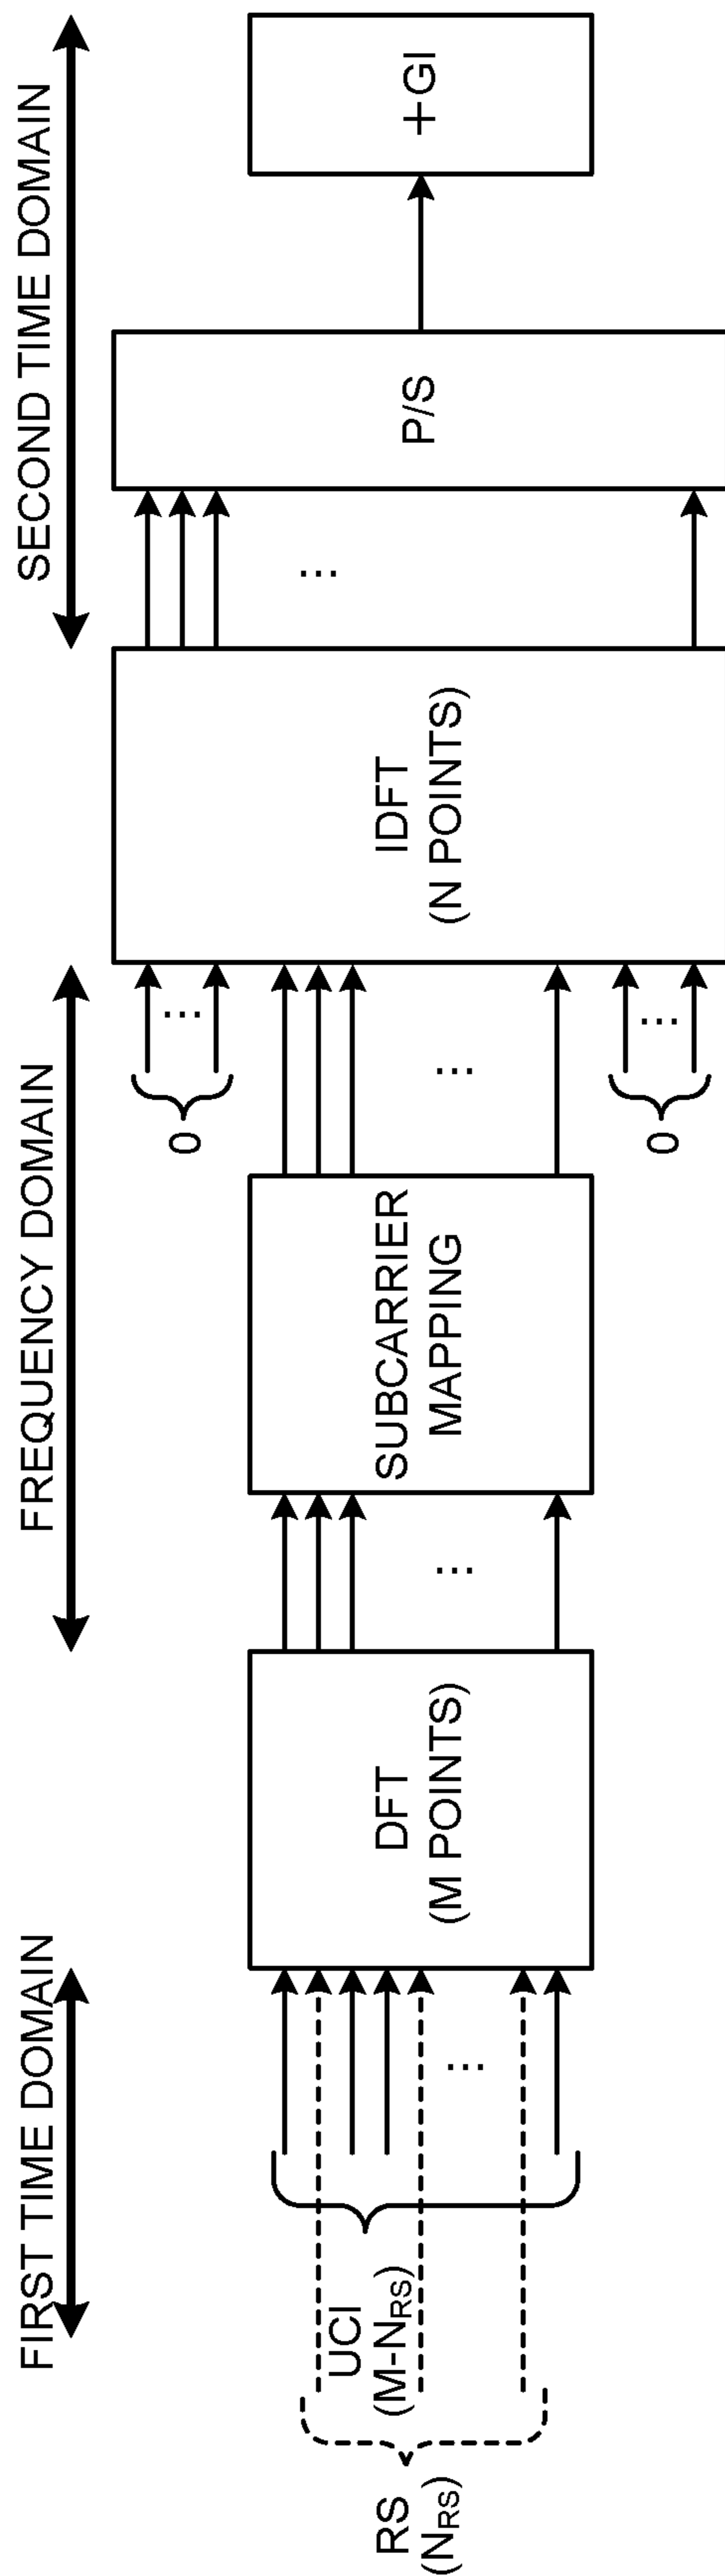 FIRST TIME DOMAIN
FREQUENCY DOMAIN
SECOND TIME DOMAIN
RS
(N_RS)
UCI
(M-N_RS)
...
DFT
(M POINTS)
...
SUBCARRIER
MAPPING
0
...
...
0
...
IDFT
(N POINTS)
...
P/S
+GI